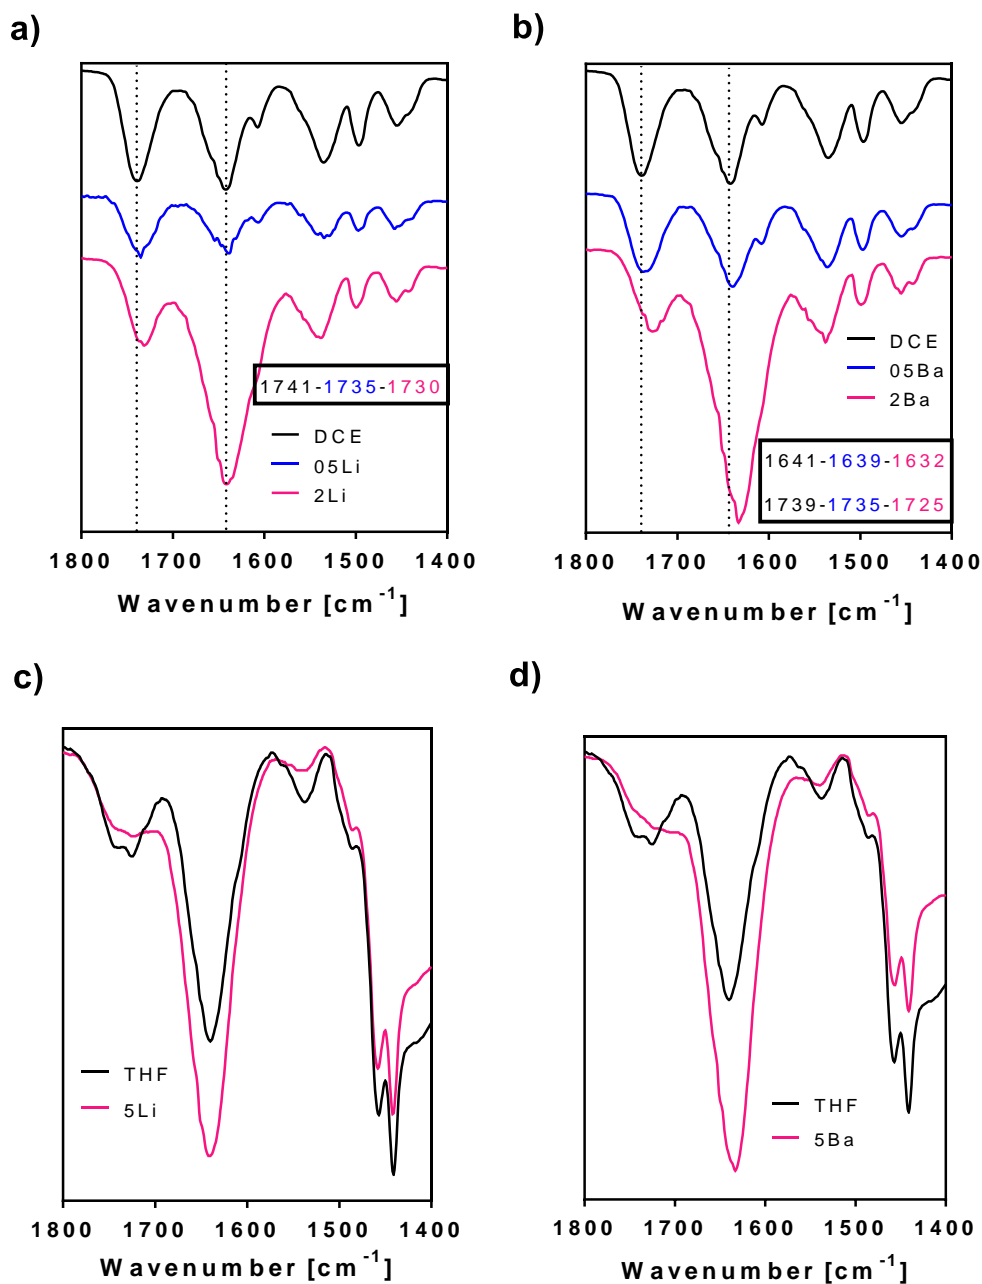 a)
1741-1735-1730
DCE
05Li
2Li
1800 1700 1600 1500 1400
Wavenumber [cm-1]
b)
DCE
05Ba
2Ba
1641-1639-1632
1739-1735-1725
1800 1700 1600 1500 1400
Wavenumber [cm-1]
c)
THF
5Li
1800 1700 1600 1500 1400
Wavenumber [cm-1]
d)
THF
5Ba
1800 1700 1600 1500 1400
Wavenumber [cm-1]